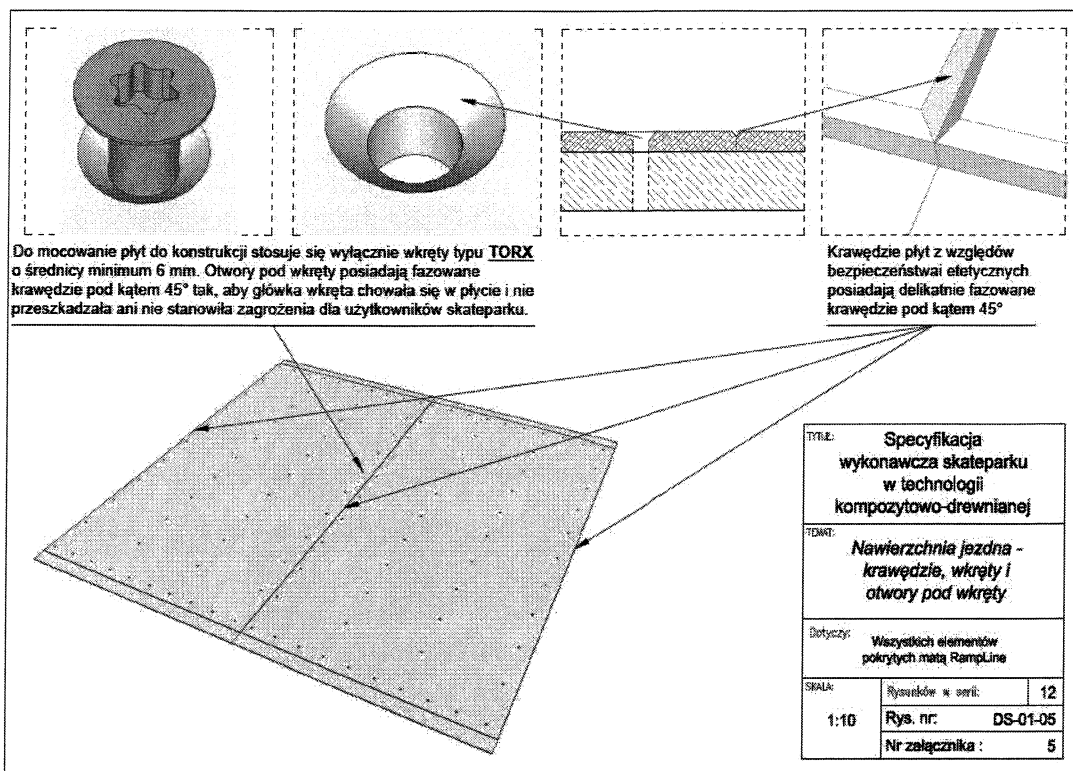 Do mocowanie płyt do konstrukcji stosuje się wyłącznie wkręty typu TORX
o średnicy minimum 6 mm. Otwory pod wkręty posiadają fazowane
krawędzie pod kątem 45° tak, aby główka wkręta chowała się w płycie i nie
przeszkadzała ani nie stanowiła zagrożenia dla użytkowników skateparku.
Krawędzie płyt z względów
bezpieczeństwai etetycznych
posiadają delikatnie fazowane
krawędzie pod kątem 45°
TYTUŁ:
Specyfikacja
wykonawcza skateparku
w technologii
kompozytowo-drewnianej
TEMAT:
Nawierzchnia jezdna -
krawędzie, wkręty i
otwory pod wkręty
Dotyczy:
Wszystkich elementów
pokrytych matą RampLine
SKALA:
1:10
Rysunków w serii: 12
Rys. nr: DS-01-05
Nr załącznika : 5